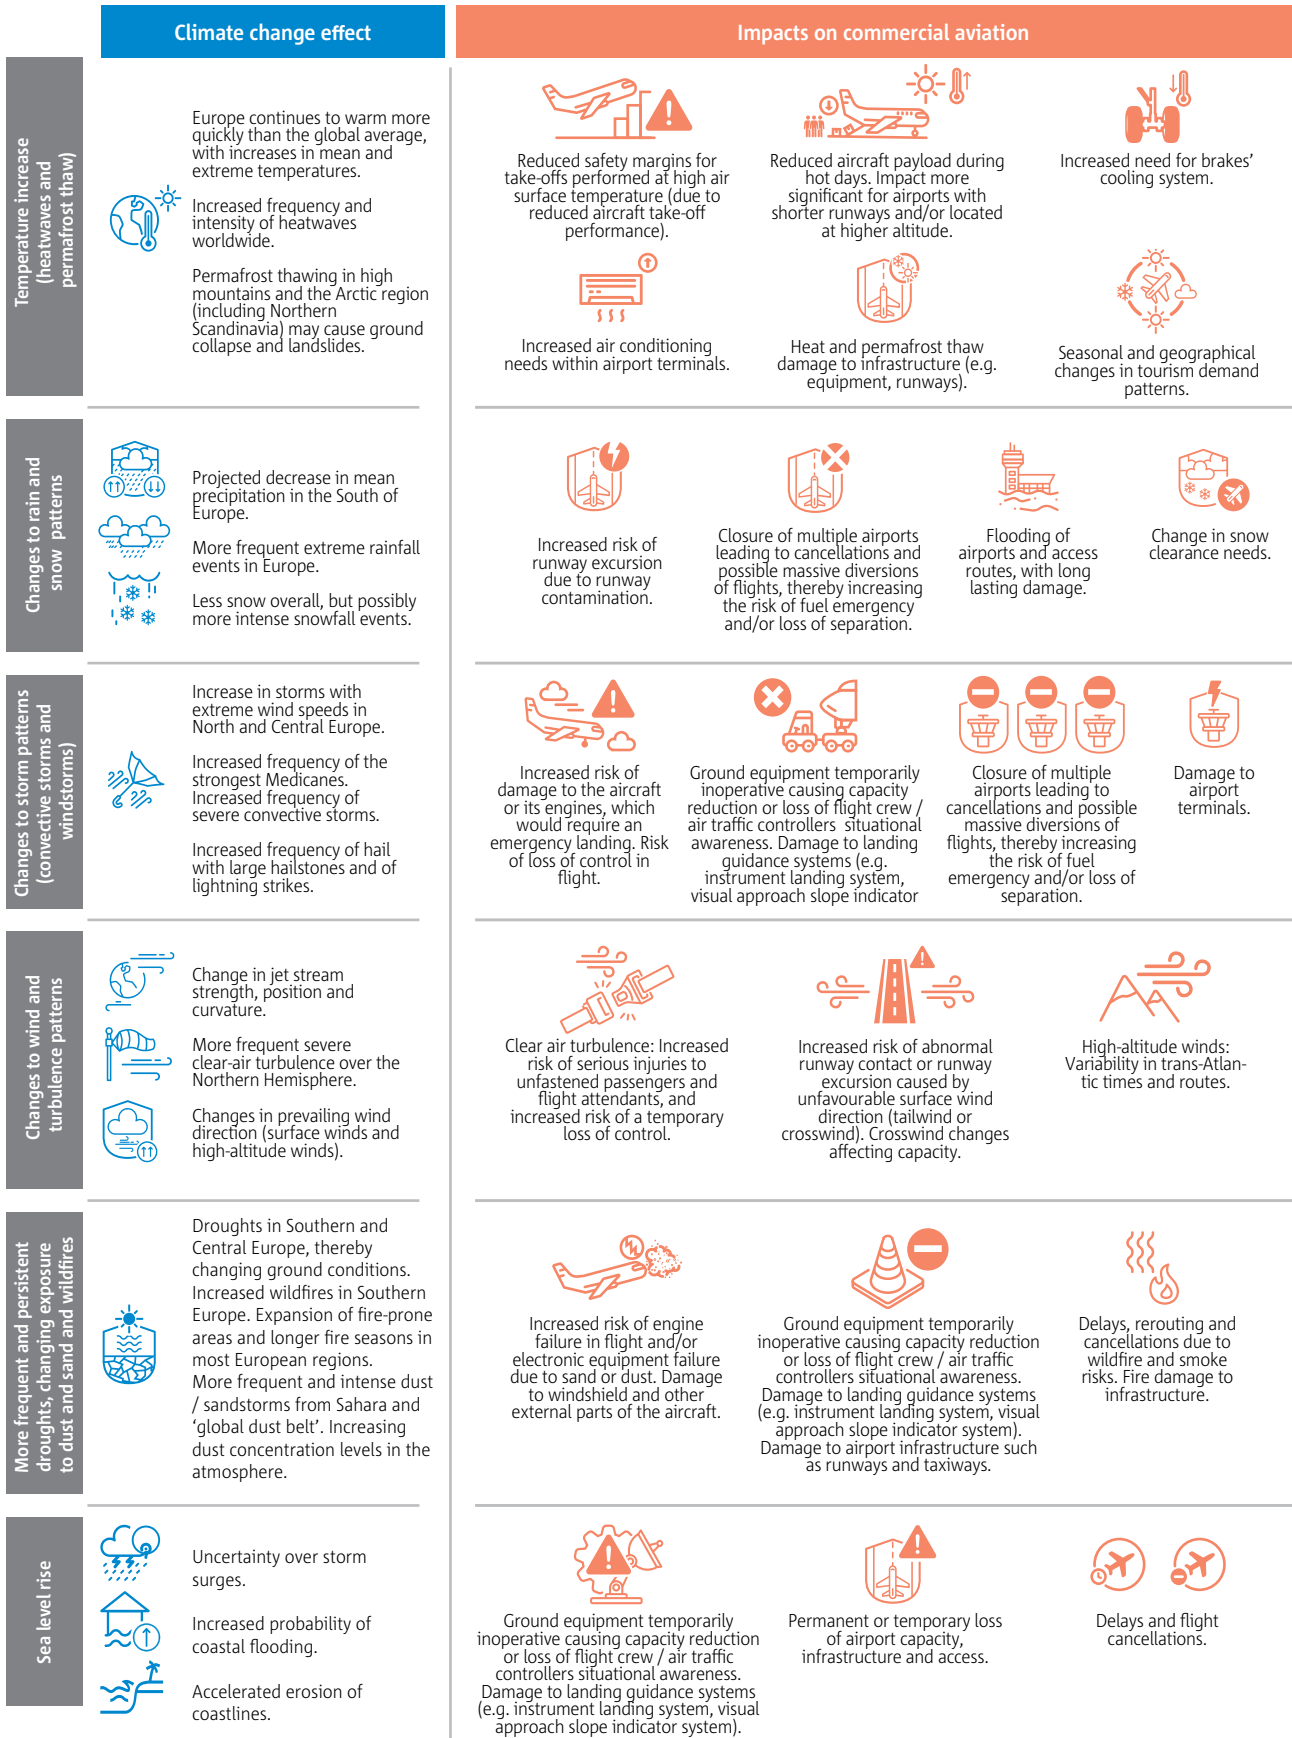 Climate change effect
Impacts on commercial aviation
Temperature increase
(heatwaves and
permafrost thaw)
Europe continues to warm more
quickly than the global average,
with increases in mean and
extreme temperatures.
Increased frequency and
intensity of heatwaves
worldwide.
Permafrost thawing in high
mountains and the Arctic region
(including Northern
Scandinavia) may cause ground
collapse and landslides.
Reduced safety margins for
take-offs performed at high air
surface temperature (due to
reduced aircraft take-off
performance).
Reduced aircraft payload during
hot days. Impact more
significant for airports with
shorter runways and/or located
at higher altitude.
Increased need for brakes’
cooling system.
Increased air conditioning
needs within airport terminals.
Heat and permafrost thaw
damage to infrastructure (e.g.
equipment, runways).
Seasonal and geographical
changes in tourism demand
patterns.
Changes to rain and
snow patterns
Projected decrease in mean
precipitation in the South of
Europe.
More frequent extreme rainfall
events in Europe.
Less snow overall, but possibly
more intense snowfall events.
Increased risk of
runway excursion
due to runway
contamination.
Closure of multiple airports
leading to cancellations and
possible massive diversions
of flights, thereby increasing
the risk of fuel emergency
and/or loss of separation.
Flooding of
airports and access
routes, with long
lasting damage.
Change in snow
clearance needs.
Changes to storm patterns
(convective storms and
windstorms)
Increase in storms with
extreme wind speeds in
North and Central Europe.
Increased frequency of the
strongest Medicanes.
Increased frequency of
severe convective storms.
Increased frequency of hail
with large hailstones and of
lightning strikes.
Increased risk of
damage to the aircraft
or its engines, which
would require an
emergency landing. Risk
of loss of control in
flight.
Ground equipment temporarily
inoperative causing capacity
reduction or loss of flight crew /
air traffic controllers situational
awareness. Damage to landing
guidance systems (e.g.
instrument landing system,
visual approach slope indicator
Closure of multiple
airports leading to
cancellations and possible
massive diversions of
flights, thereby increasing
the risk of fuel
emergency and/or loss of
separation.
Damage to
airport
terminals.
Changes to wind and
turbulence patterns
Change in jet stream
strength, position and
curvature.
More frequent severe
clear-air turbulence over the
Northern Hemisphere.
Changes in prevailing wind
direction (surface winds and
high-altitude winds).
Clear air turbulence: Increased
risk of serious injuries to
unfastened passengers and
flight attendants, and
increased risk of a temporary
loss of control.
Increased risk of abnormal
runway contact or runway
excursion caused by
unfavourable surface wind
direction (tailwind or
crosswind). Crosswind changes
affecting capacity.
High-altitude winds:
Variability in trans-Atlan-
tic times and routes.
More frequent and persistent
droughts, changing exposure
to dust and sand and wildfires
Droughts in Southern and
Central Europe, thereby
changing ground conditions.
Increased wildfires in Southern
Europe. Expansion of fire-prone
areas and longer fire seasons in
most European regions.
More frequent and intense dust
/ sandstorms from Sahara and
‘global dust belt’. Increasing
dust concentration levels in the
atmosphere.
Increased risk of engine
failure in flight and/or
electronic equipment failure
due to sand or dust. Damage
to windshield and other
external parts of the aircraft.
Ground equipment temporarily
inoperative causing capacity reduction
or loss of flight crew / air traffic
controllers situational awareness.
Damage to landing guidance systems
(e.g. instrument landing system, visual
approach slope indicator system).
Damage to airport infrastructure such
as runways and taxiways.
Delays, rerouting and
cancellations due to
wildfire and smoke
risks. Fire damage to
infrastructure.
Sea level rise
Uncertainty over storm
surges.
Increased probability of
coastal flooding.
Accelerated erosion of
coastlines.
Ground equipment temporarily
inoperative causing capacity reduction
or loss of flight crew / air traffic
controllers situational awareness.
Damage to landing guidance systems
(e.g. instrument landing system, visual
approach slope indicator system).
Permanent or temporary loss
of airport capacity,
infrastructure and access.
Delays and flight
cancellations.